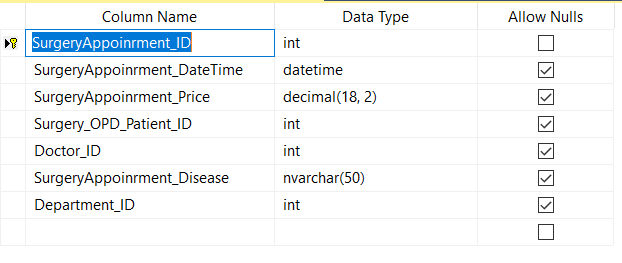 Column Name Data Type Allow Nulls
SurgeryAppoinrment_ID int
SurgeryAppoinrment_DateTime datetime
SurgeryAppoinrment_Price decimal(18, 2)
Surgery_OPD_Patient_ID int
Doctor_ID int
SurgeryAppoinrment_Disease nvarchar(50)
Department_ID int